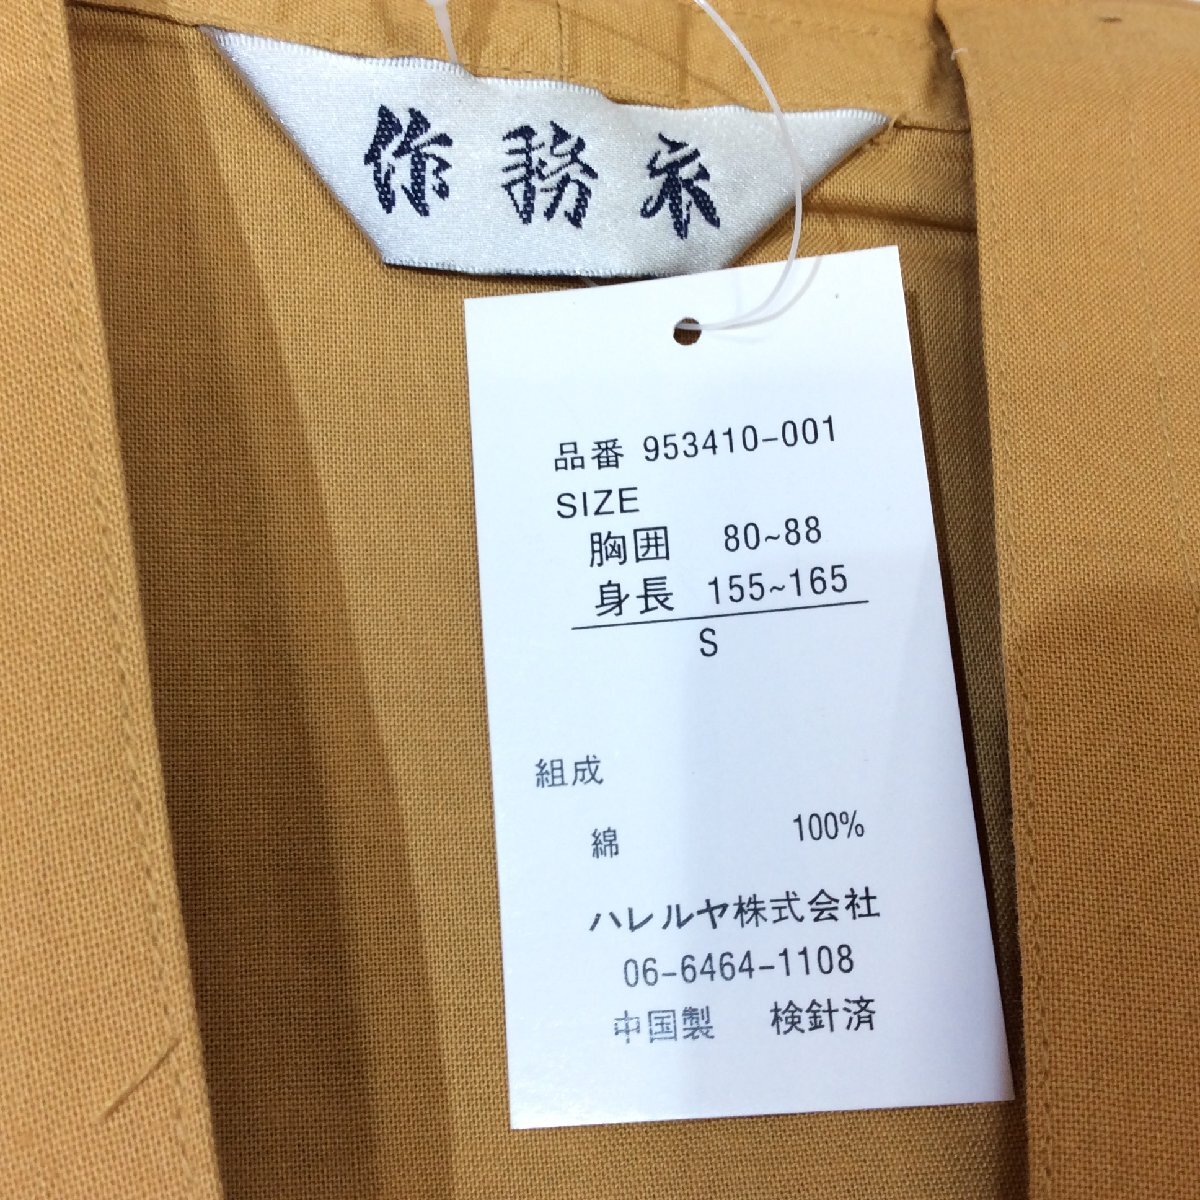 作務衣
品番 953410-001
SIZE
胸囲 80~88
身長 155~165
S
組成
綿 100%
ハレルヤ株式会社
06-6464-1108
中国製 検針済